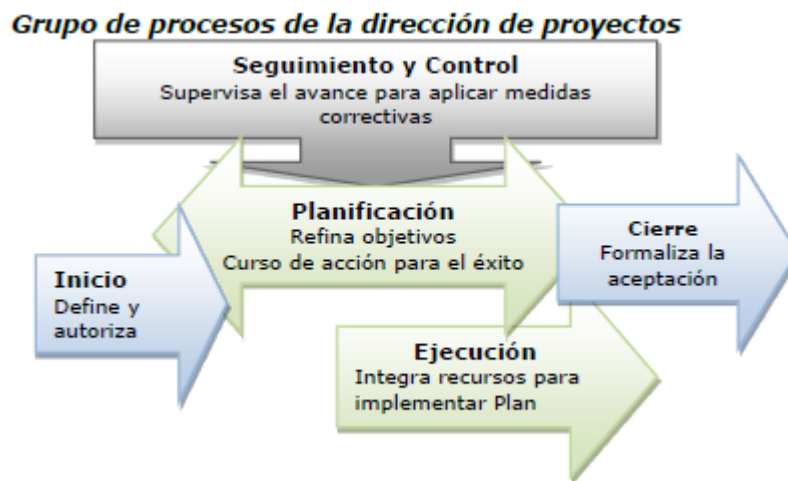 Grupo de procesos de la dirección de proyectos
Seguimiento y Control
Supervisa el avance para aplicar medidas
correctivas
Planificación
Refina objetivos
Curso de acción para el éxito
Inicio
Define y
autoriza
Cierre
Formaliza la
aceptación
Ejecución
Integra recursos para
implementar Plan